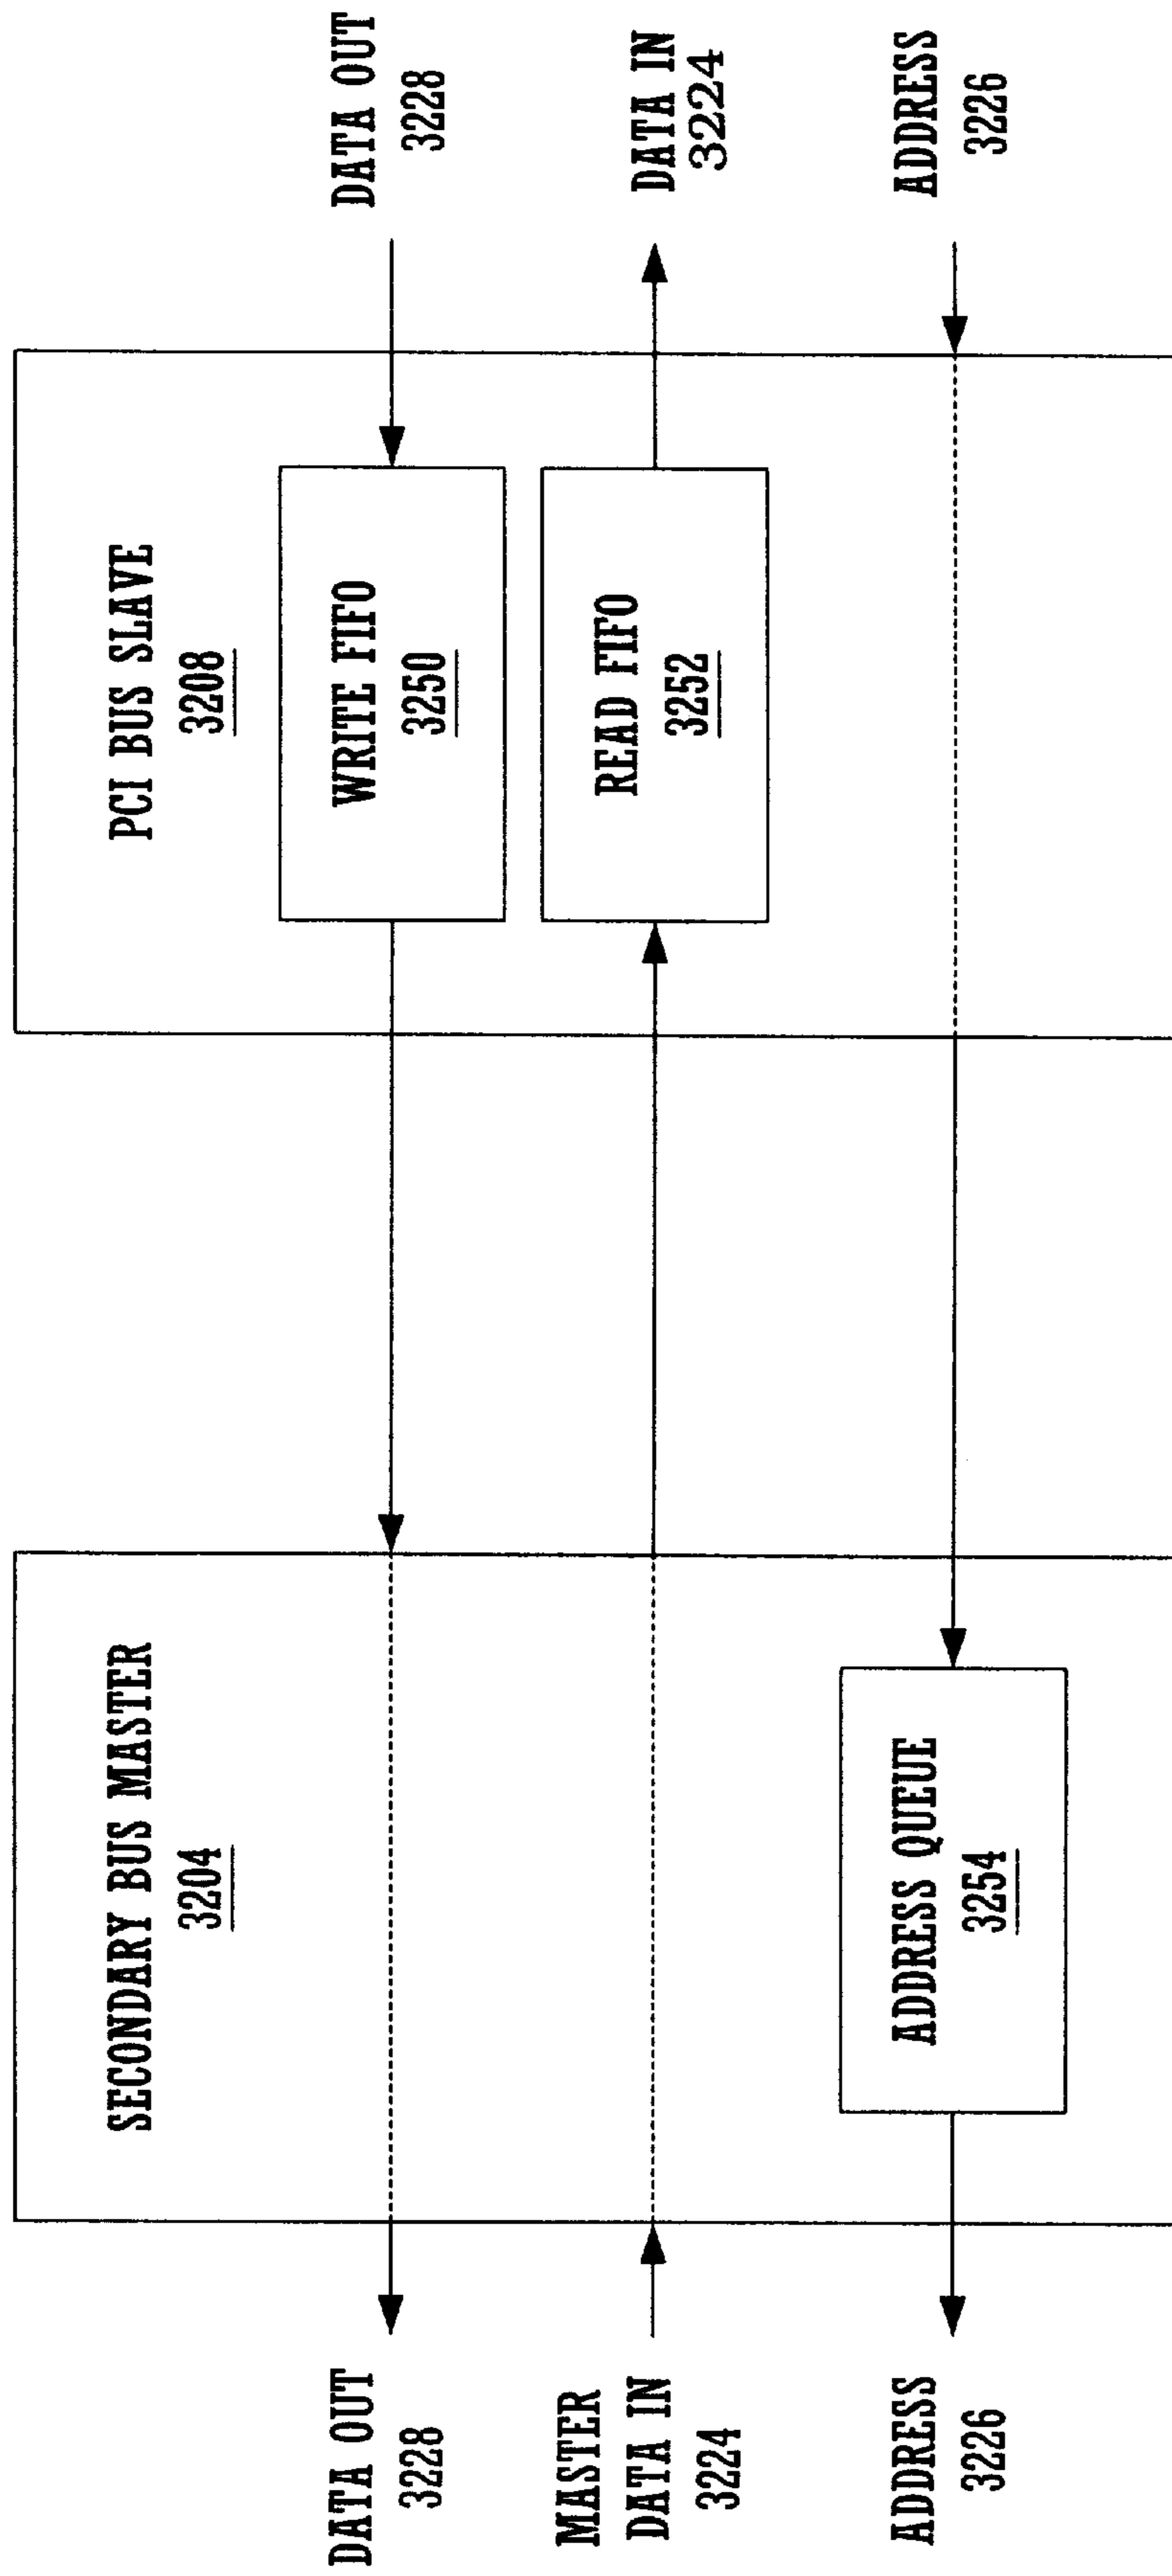 SECONDARY BUS MASTER
3204
PCI BUS SLAVE
3208
DATA OUT
3228
WRITE FIFO
3250
DATA OUT
3228
MASTER
DATA IN
3224
READ FIFO
3252
DATA IN
3224
ADDRESS
3226
ADDRESS QUEUE
3254
ADDRESS
3226